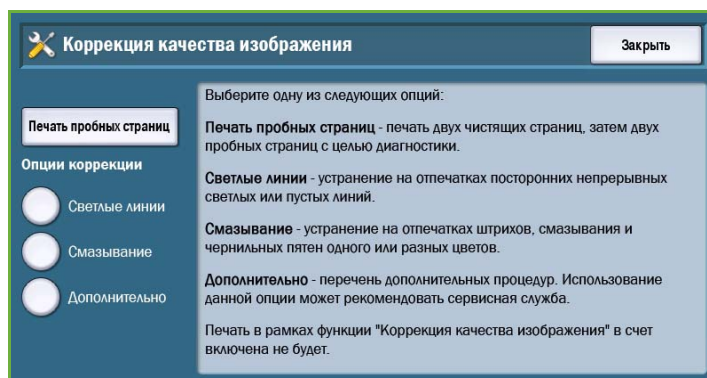 Коррекция качества изображения
Закрыть
Печать пробных страниц
Опции коррекции
Светлые линии
Смазывание
Дополнительно
Выберите одну из следующих опций:
Печать пробных страниц - печать двух чистящих страниц, затем двух
пробных страниц с целью диагностики.
Светлые линии - устранение на отпечатках посторонних непрерывных
светлых или пустых линий.
Смазывание - устранение на отпечатках штрихов, смазывания и
чернильных пятен одного или разных цветов.
Дополнительно - перечень дополнительных процедур. Использование
данной опции может рекомендовать сервисная служба.
Печать в рамках функции "Коррекция качества изображения" в счет
включена не будет.